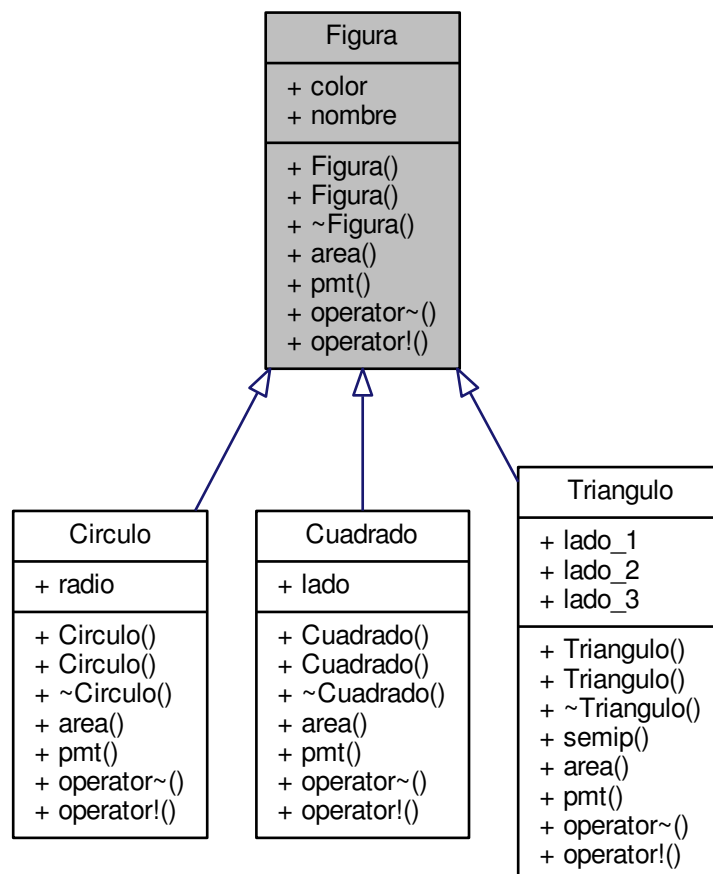 Figura
+ color
+ nombre
+ Figura()
+ Figura()
+ ~Figura()
+ area()
+ pmt()
+ operator~()
+ operator!()
Circulo
+ radio
+ Circulo()
+ Circulo()
+ ~Circulo()
+ area()
+ pmt()
+ operator~()
+ operator!()
Cuadrado
+ lado
+ Cuadrado()
+ Cuadrado()
+ ~Cuadrado()
+ area()
+ pmt()
+ operator~()
+ operator!()
Triangulo
+ lado_1
+ lado_2
+ lado_3
+ Triangulo()
+ Triangulo()
+ ~Triangulo()
+ semip()
+ area()
+ pmt()
+ operator~()
+ operator!()